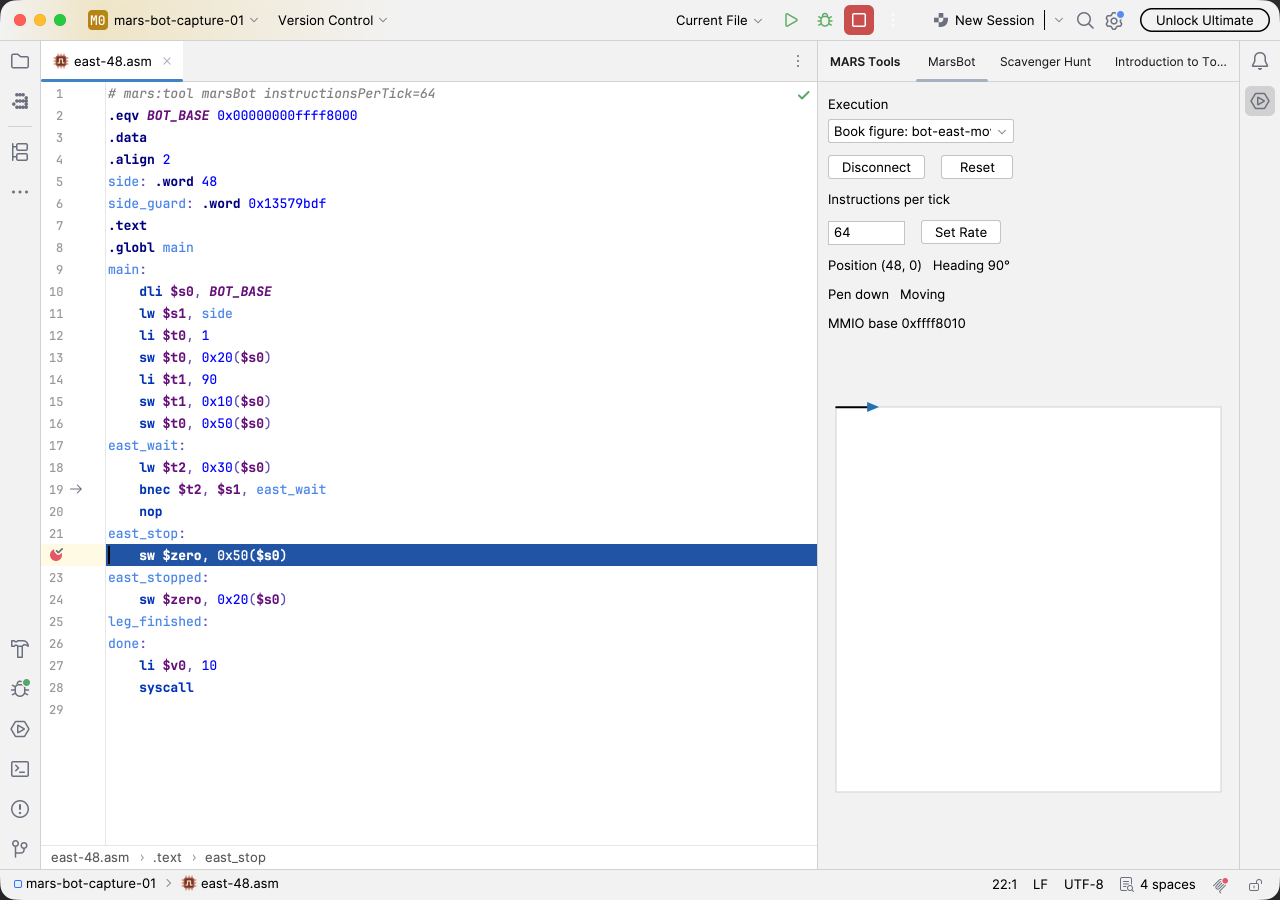 M0 mars-bot-capture-01 Version Control Current File New Session Unlock Ultimate
east-48.asm
MARS Tools MarsBot Scavenger Hunt Introduction to To...
1 # mars:tool marsBot instructionsPerTick=64
2 .eqv BOT_BASE 0x00000000ffff8000
3 .data
4 .align 2
5 side: .word 48
6 side_guard: .word 0x13579bdf
7 .text
8 .globl main
9 main:
10 dli $s0, BOT_BASE
11 lw $s1, side
12 li $t0, 1
13 sw $t0, 0x20($s0)
14 li $t1, 90
15 sw $t1, 0x10($s0)
16 sw $t0, 0x50($s0)
17 east_wait:
18 lw $t2, 0x30($s0)
19 bnec $t2, $s1, east_wait
20 nop
21 east_stop:
sw $zero, 0x50($s0)
23 east_stopped:
24 sw $zero, 0x20($s0)
25 leg_finished:
26 done:
27 li $v0, 10
28 syscall
29
Execution
Book figure: bot-east-mo
Disconnect Reset
Instructions per tick
64 Set Rate
Position (48, 0) Heading 90°
Pen down Moving
MMIO base 0xffff8010
east-48.asm › .text › east_stop
mars-bot-capture-01 › east-48.asm 22:1 LF UTF-8 4 spaces